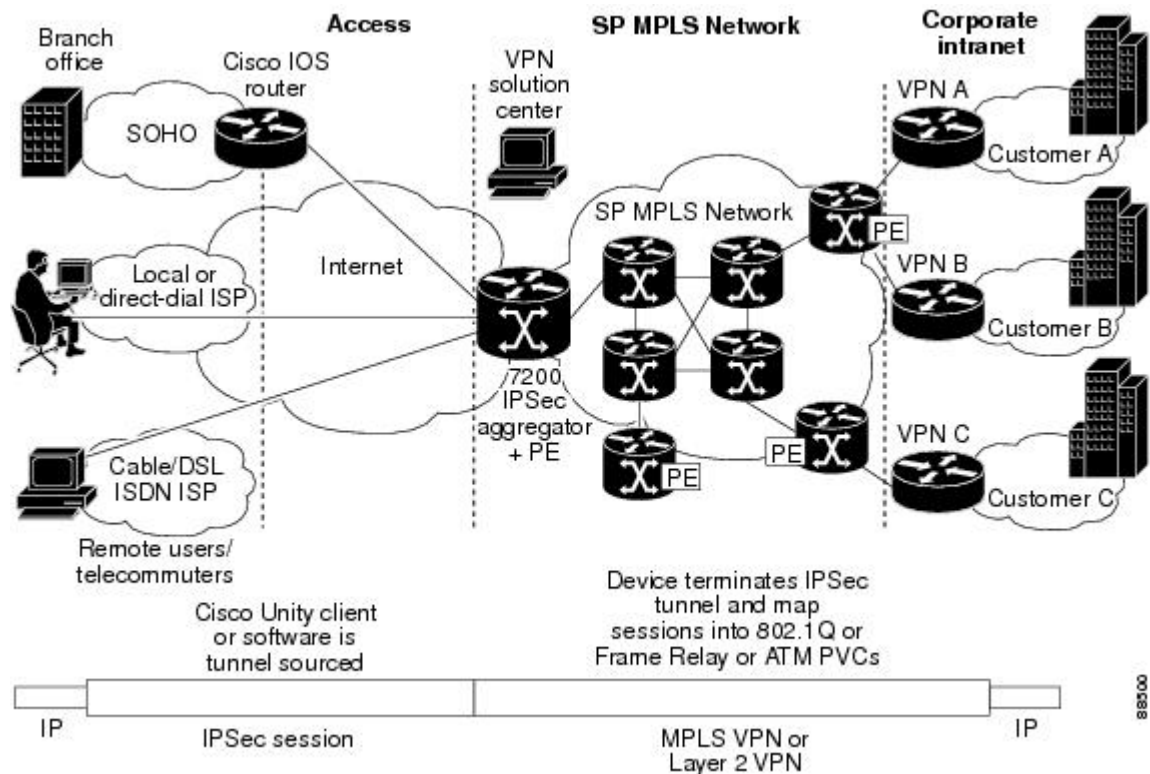 Branch
office
Access
SP MPLS Network
Corporate
intranet
Cisco IOS
router
VPN
solution
center
VPN A
SOHO
Customer A
SP MPLS Network
PE
Internet
Local or
direct-dial ISP
VPN B
Customer B
7200
IPSec
aggregator
+ PE
Cable/DSL
ISDN ISP
PE
PE
VPN C
Customer C
Remote users/
telecommuters
Cisco Unity client
or software is
tunnel sourced
Device terminates IPSec
tunnel and map
sessions into 802.1Q or
Frame Relay or ATM PVCs
IP
IPSec session
MPLS VPN or
Layer 2 VPN
IP
88500